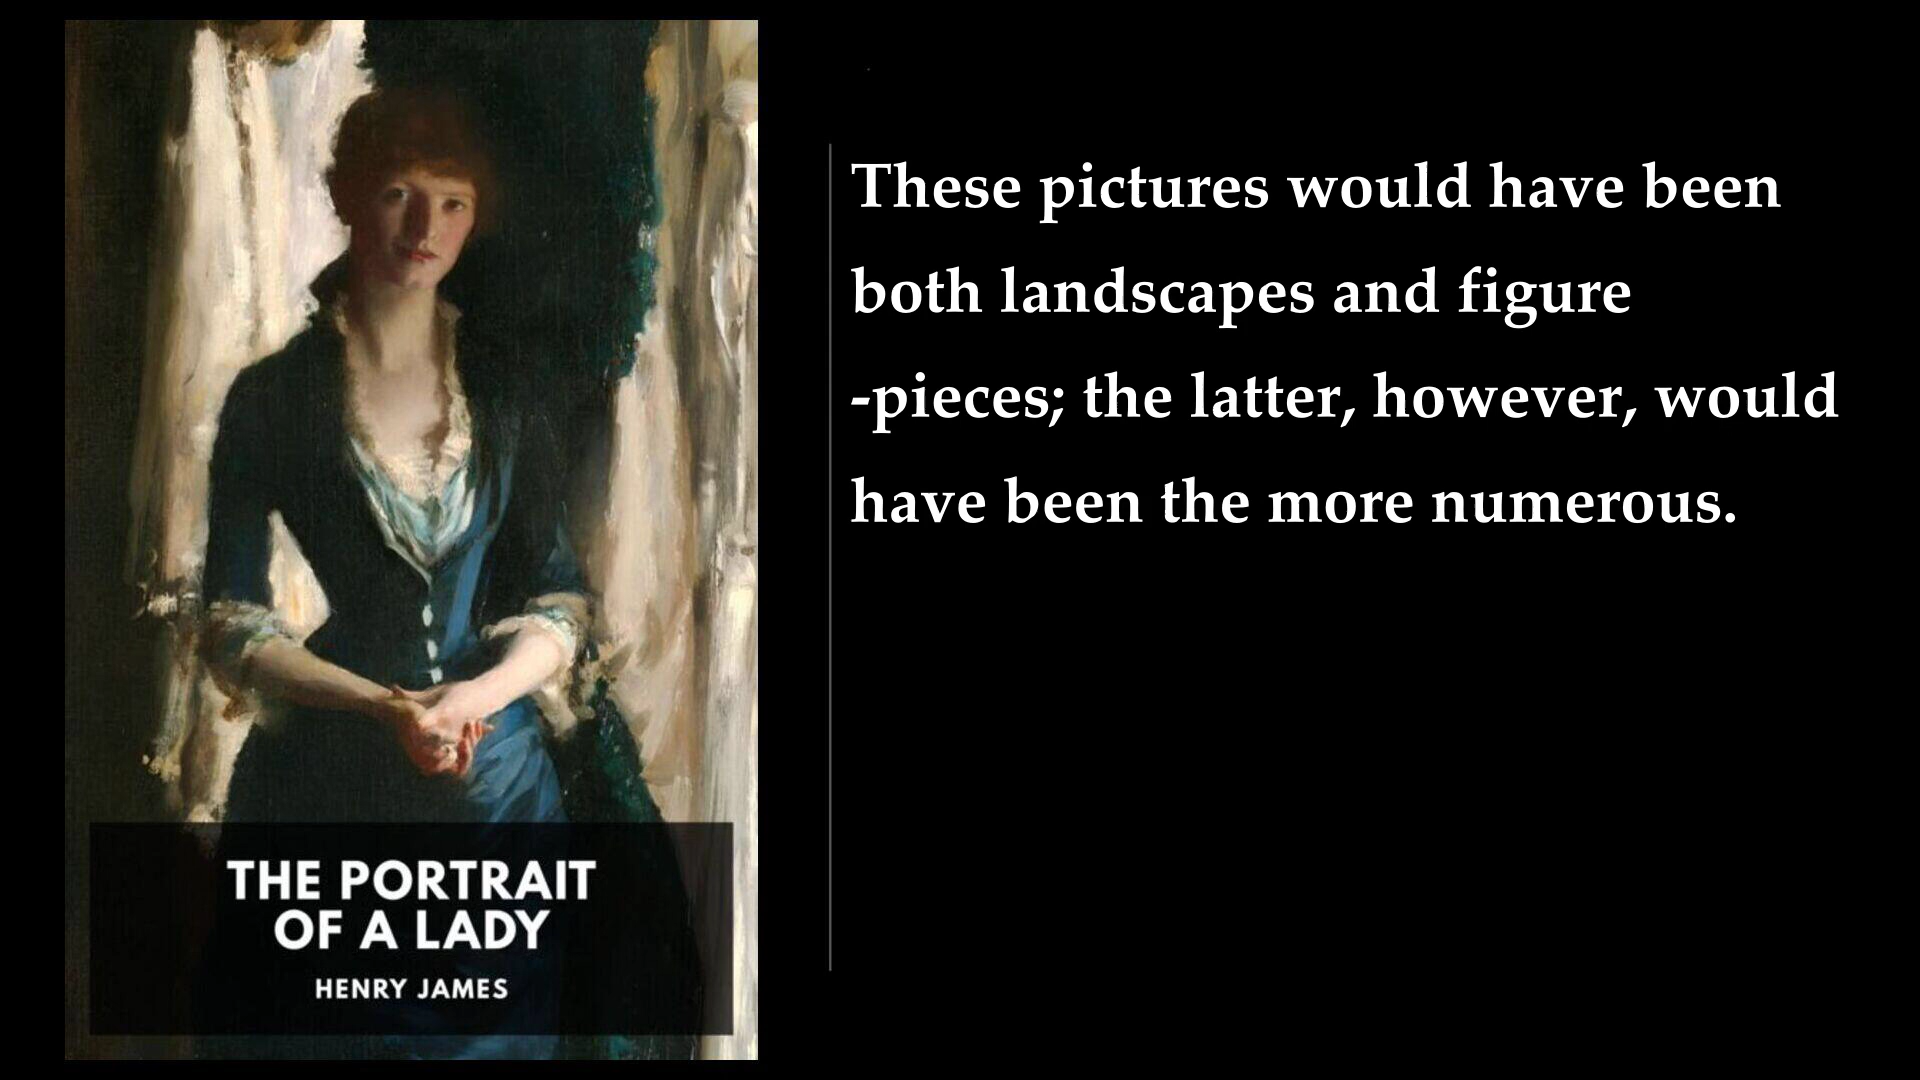 These pictures would have been
both landscapes and figure
-pieces; the latter, however, would
have been the more numerous.
THE PORTRAIT
OF A LADY
HENRY JAMES